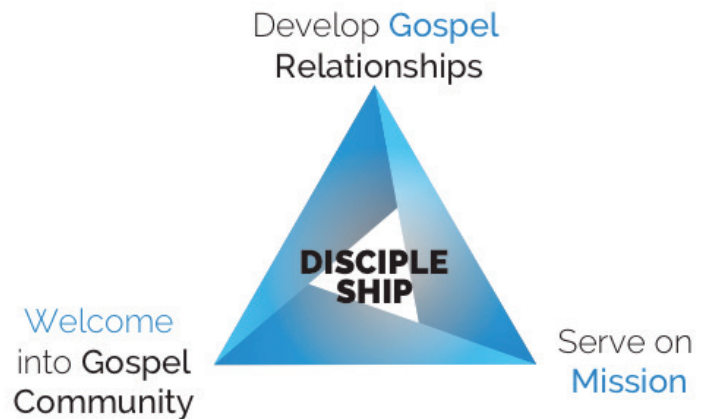 Develop Gospel
Relationships
DISCIPLE
SHIP
Welcome
into Gospel
Community
Serve on
Mission